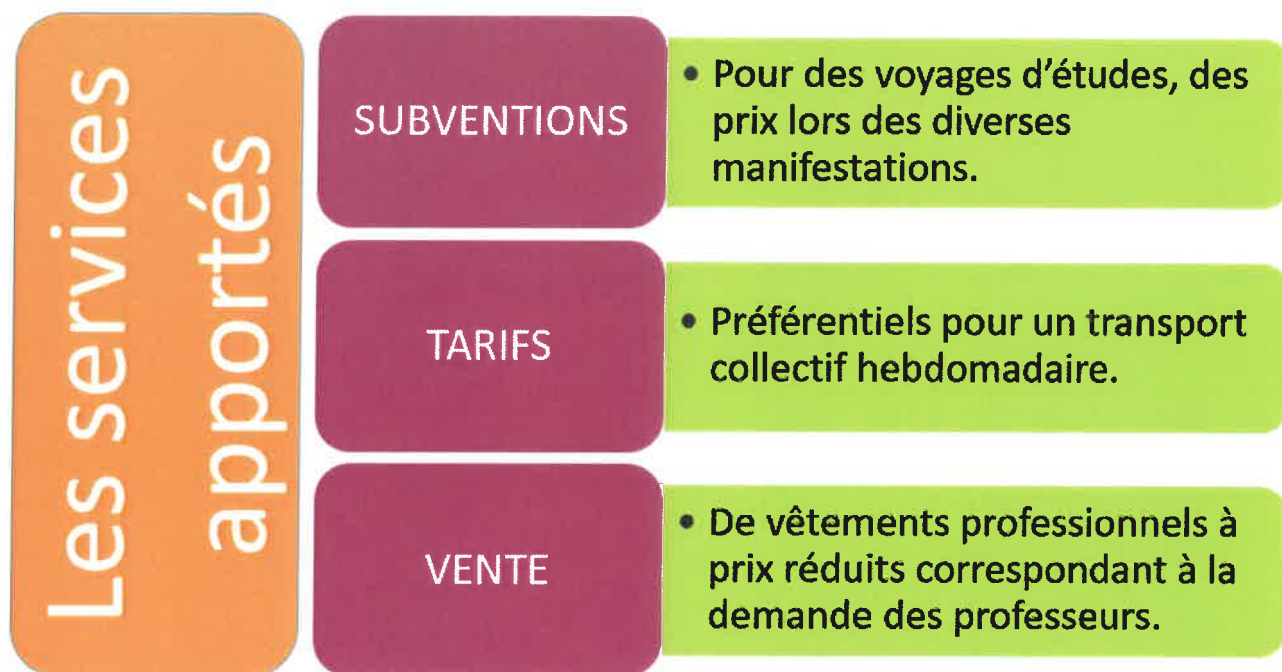 Les services
apportés
SUBVENTIONS
• Pour des voyages d'études, des
prix lors des diverses
manifestations.
TARIFS
• Préférentiels pour un transport
collectif hebdomadaire.
VENTE
• De vêtements professionnels à
prix réduits correspondant à la
demande des professeurs.